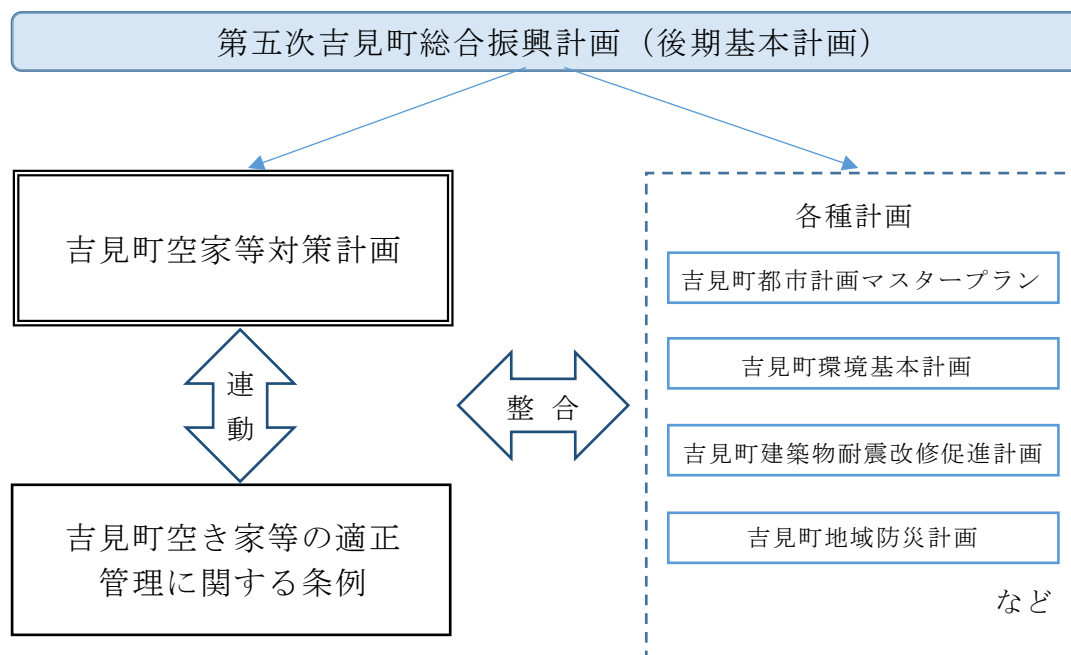 第五次吉見町総合振興計画（後期基本計画）
吉見町空家等対策計画
連
動
吉見町空き家等の適正
管理に関する条例
整 合
各種計画
吉見町都市計画マスタープラン
吉見町環境基本計画
吉見町建築物耐震改修促進計画
吉見町地域防災計画
など